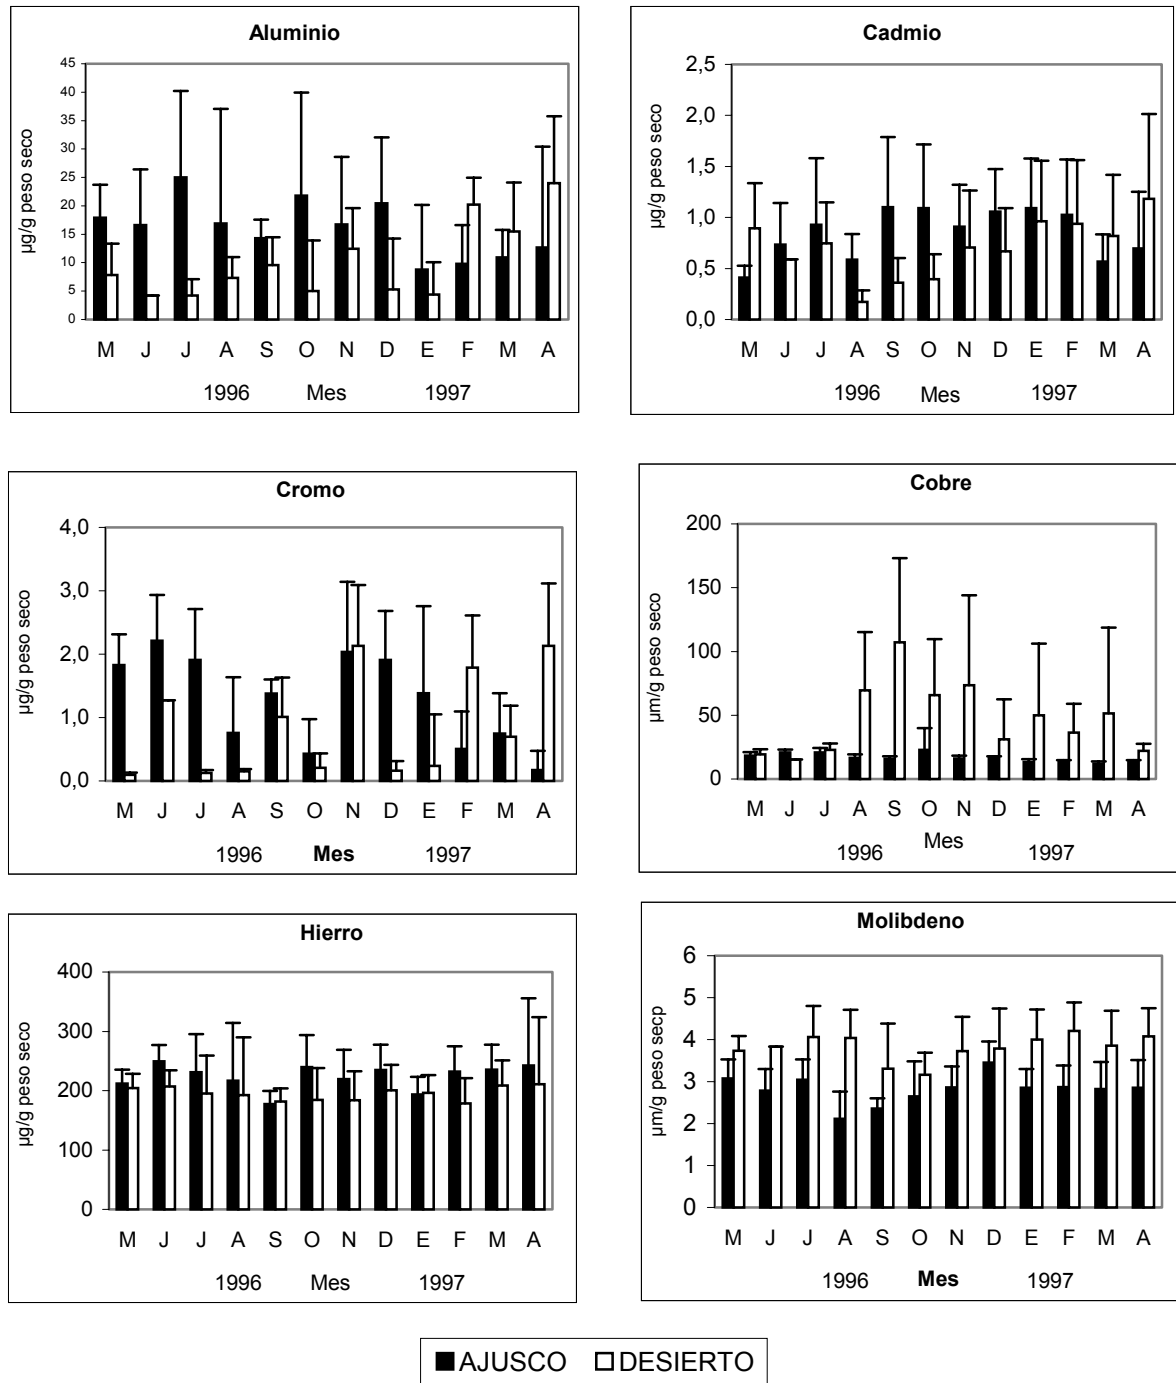 Aluminio
µg/g peso seco
45
40
35
30
25
20
15
10
5
0
M J J A S O N D E F M A
1996 Mes 1997
Cadmio
µg/g peso seco
2,5
2,0
1,5
1,0
0,5
0,0
M J J A S O N D E F M A
1996 Mes 1997
Cromo
µg/g peso seco
4,0
3,0
2,0
1,0
0,0
M J J A S O N D E F M A
1996 Mes 1997
Cobre
µm/g peso seco
200
150
100
50
0
M J J A S O N D E F M A
1996 Mes 1997
Hierro
µg/g peso seco
400
300
200
100
0
M J J A S O N D E F M A
1996 Mes 1997
Molibdeno
µm/g peso secp
6
5
4
3
2
1
0
M J J A S O N D E F M A
1996 Mes 1997
AJUSCO DESIERTO